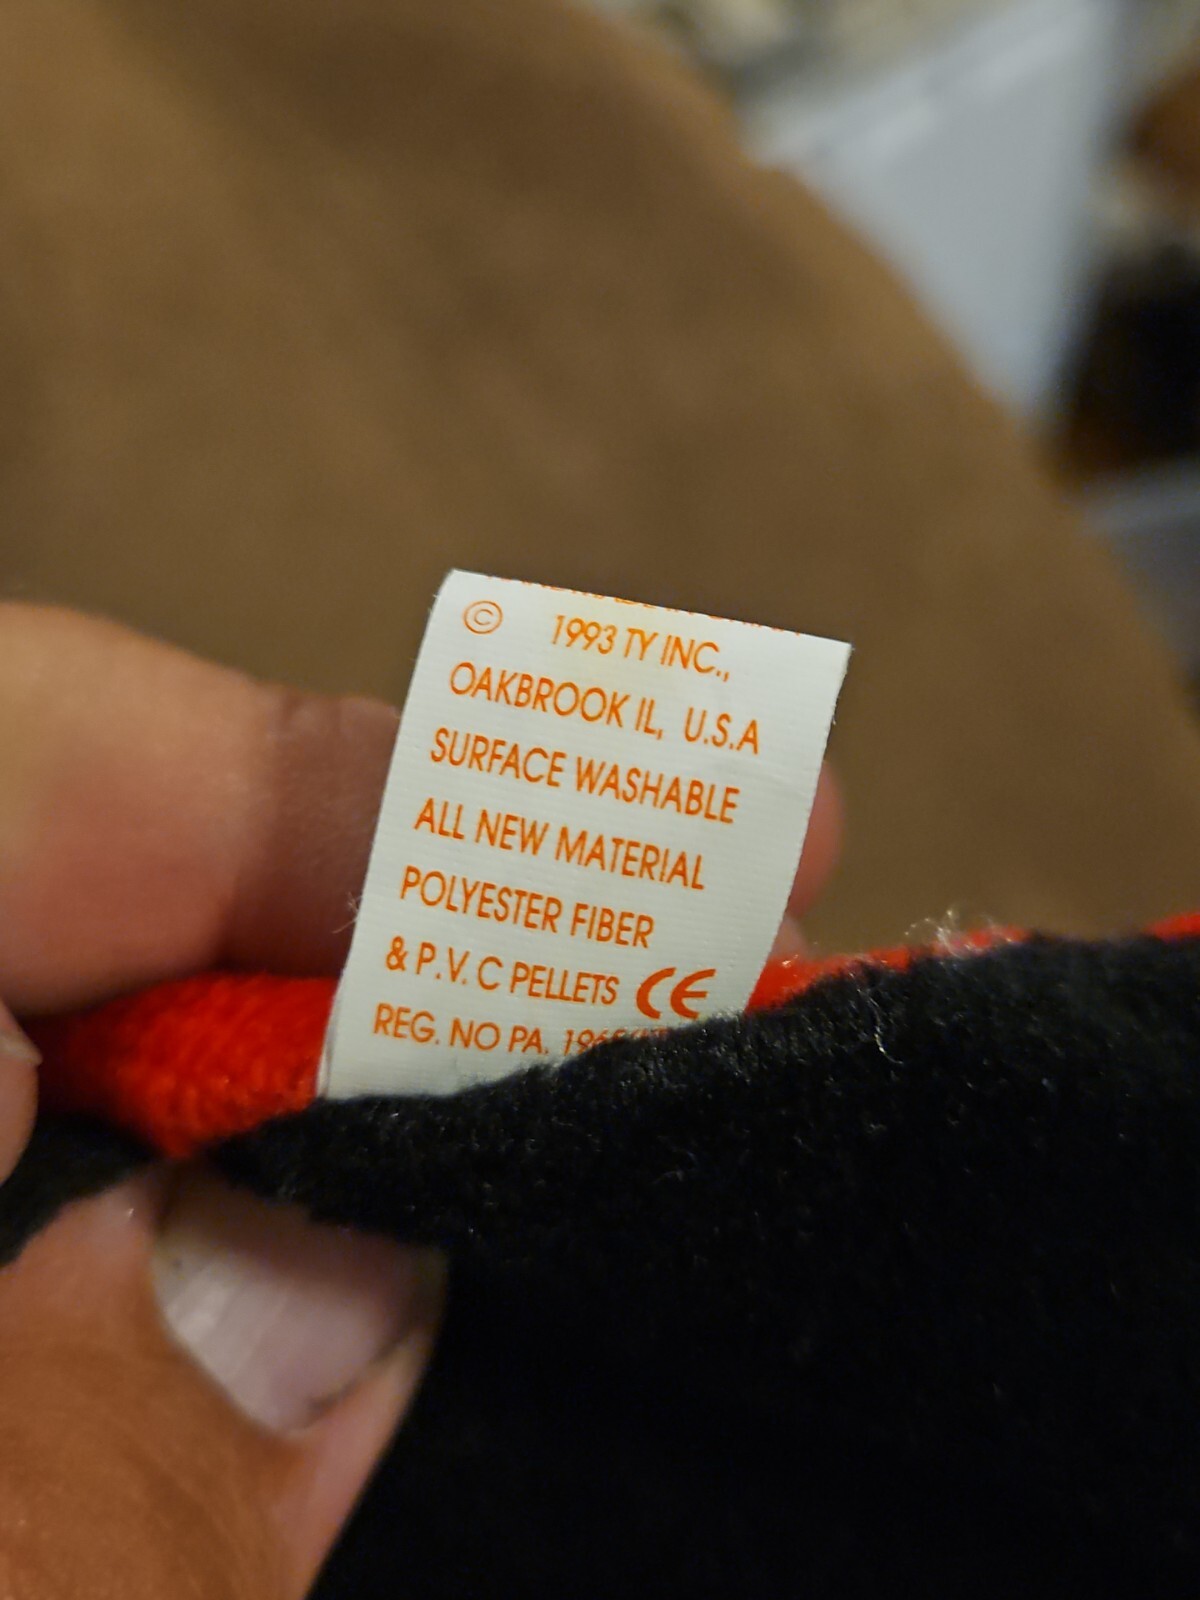 © 1993 TY INC.,
OAKBROOK IL, U.S.A
SURFACE WASHABLE
ALL NEW MATERIAL
POLYESTER FIBER
& P.V.C PELLETS CE
REG. NO PA.